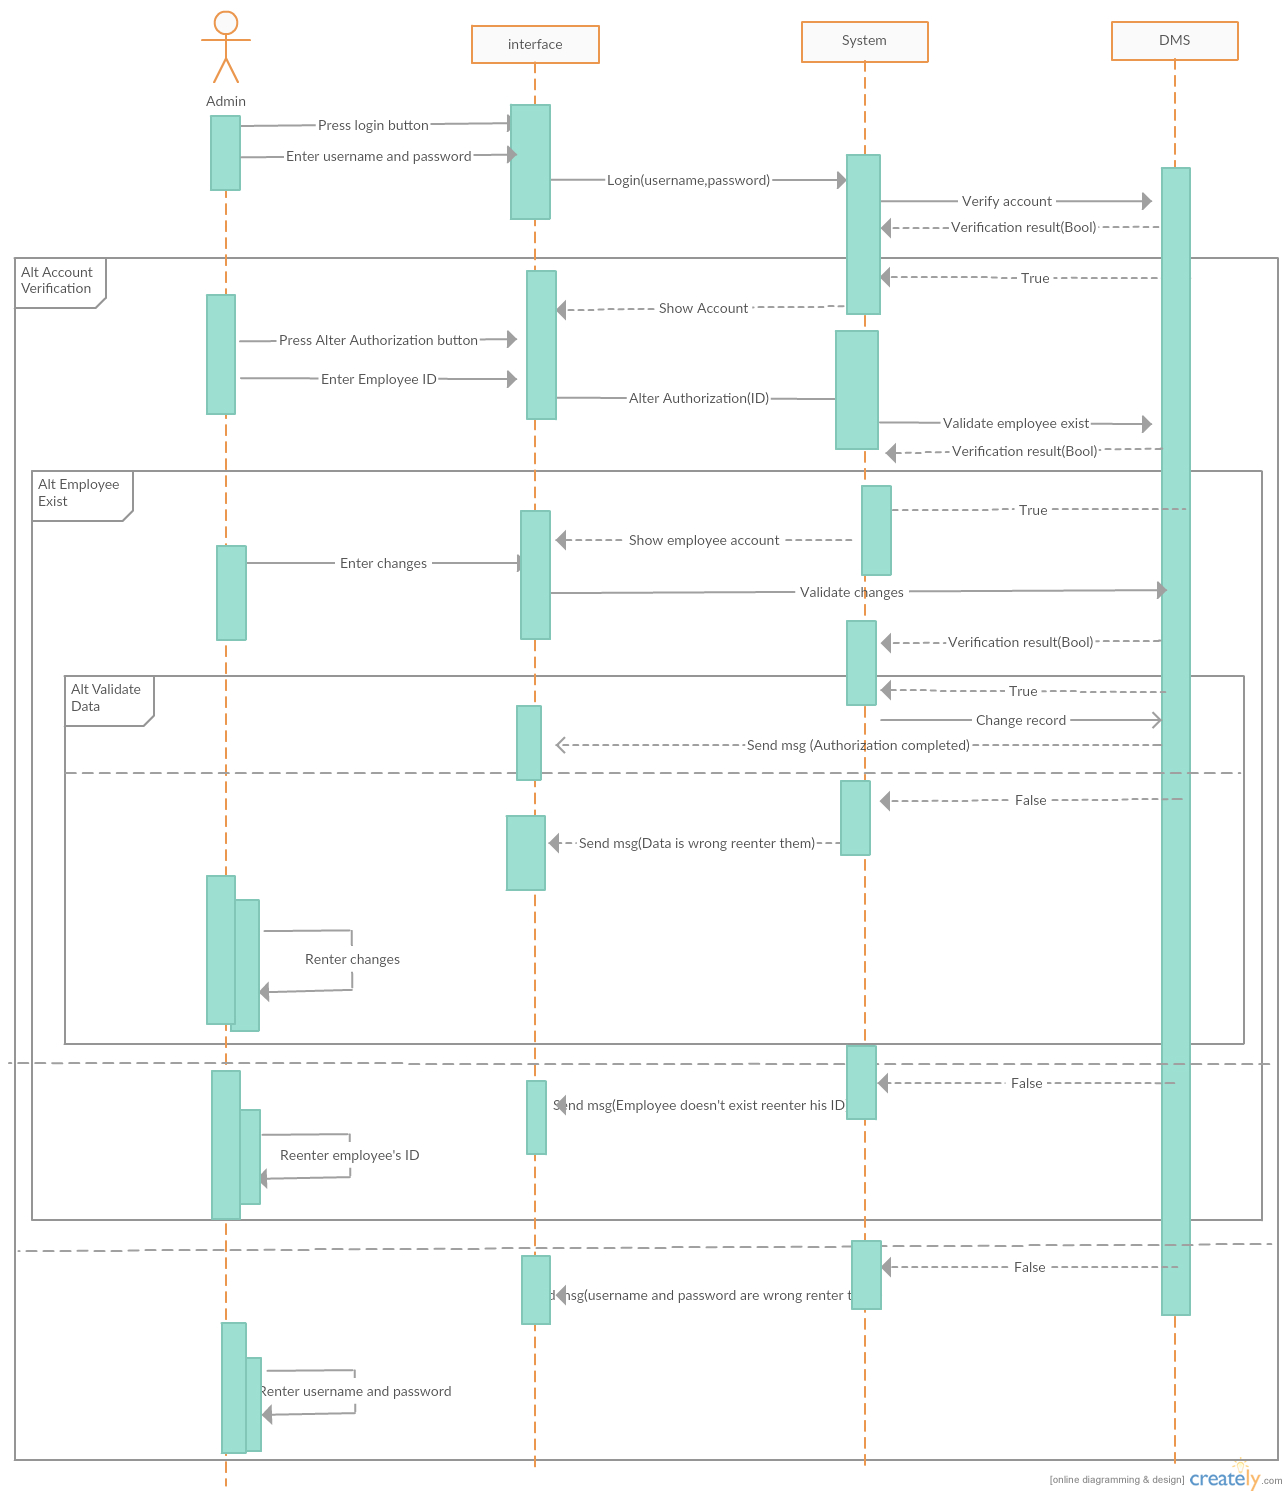 Admin
interface
System
DMS
Press login button
Enter username and password
Login(username,password)
Verify account
Verification result(Bool)
Alt Account
Verification
True
Show Account
Press Alter Authorization button
Enter Employee ID
Alter Authorization(ID)
Validate employee exist
Verification result(Bool)
Alt Employee
Exist
True
Show employee account
Enter changes
Validate changes
Verification result(Bool)
Alt Validate
Data
True
Change record
Send msg (Authorization completed)
False
Send msg(Data is wrong reenter them)
Renter changes
False
Send msg(Employee doesn't exist reenter his ID
Reenter employee's ID
False
msg(username and password are wrong renter
Renter username and password
[online diagramming & design] creately.com